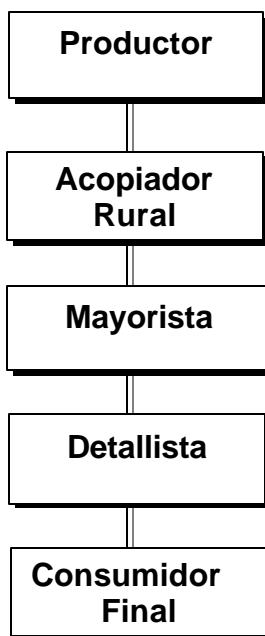 Productor
Acopiador
Rural
Mayorista
Detallista
Consumidor
Final